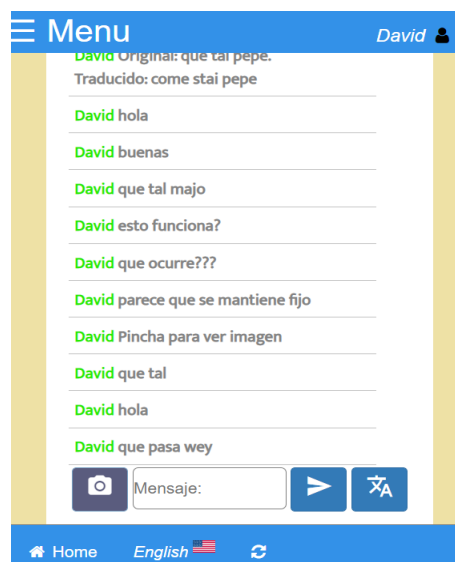 Menu
David
David Original: que tal pepe.
Traducido: come stai pepe
David hola
David buenas
David que tal majo
David esto funciona?
David que ocurre???
David parece que se mantiene fijo
David Pincha para ver imagen
David que tal
David hola
David que pasa wey
Mensaje:
Home English